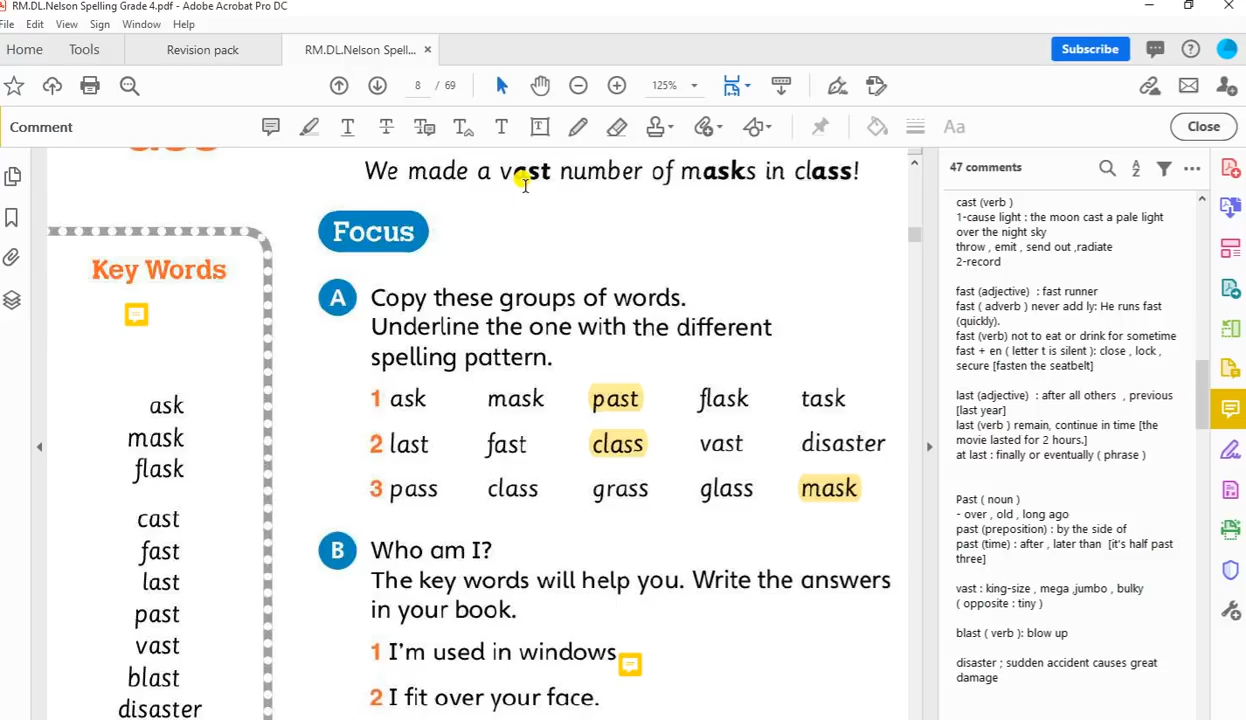 RM.DL.Nelson Spelling Grade 4.pdf - Adobe Acrobat Pro DC
File Edit View Sign Window Help
Home Tools Revision pack RM.DL.Nelson Spell... × Subscribe
8 / 69 125%
Comment Close
We made a vast number of masks in class!
Focus
Key Words
ask
mask
flask
cast
fast
last
past
vast
blast
disaster
A Copy these groups of words.
Underline the one with the different
spelling pattern.
1 ask mask past flask task
2 last fast class vast disaster
3 pass class grass glass mask
B Who am I?
The key words will help you. Write the answers
in your book.
1 I'm used in windows
2 I fit over your face.
47 comments
cast (verb )
1-cause light : the moon cast a pale light
over the night sky
throw , emit , send out ,radiate
2-record
fast (adjective) : fast runner
fast ( adverb ) never add ly: He runs fast
(quickly).
fast (verb) not to eat or drink for sometime
fast + en ( letter t is silent ): close , lock ,
secure [fasten the seatbelt]
last (adjective) : after all others , previous
[last year]
last (verb ) remain, continue in time [the
movie lasted for 2 hours.]
at last : finally or eventually ( phrase )
Past ( noun )
- over , old , long ago
past (preposition) : by the side of
past (time) : after , later than [it's half past
three]
vast : king-size , mega ,jumbo , bulky
( opposite : tiny )
blast ( verb ): blow up
disaster ; sudden accident causes great
damage